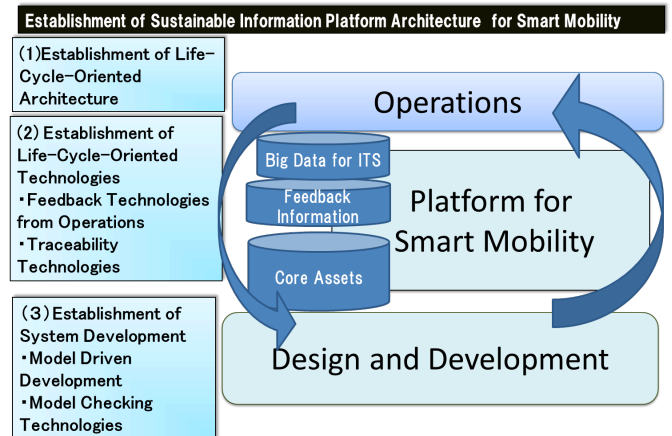 Establishment of Sustainable Information Platform Architecture for Smart Mobility
(1)Establishment of Life-
Cycle-Oriented
Architecture
(2) Establishment of
Life-Cycle-Oriented
Technologies
・Feedback Technologies
from Operations
・Traceability
Technologies
(3)Establishment of
System Development
・Model Driven
Development
・Model Checking
Technologies
Operations
Big Data for ITS
Feedback
Information
Core Assets
Platform for
Smart Mobility
Design and Development